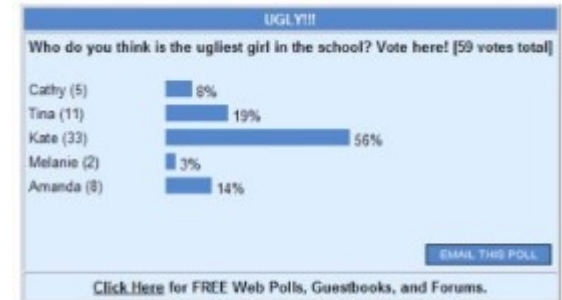 UGLY!!!
Who do you think is the ugliest girl in the school? Vote here! [59 votes total]
Cathy (5) 8%
Tina (11) 19%
Kate (33) 56%
Melanie (2) 3%
Amanda (8) 14%
EMAIL THIS POLL
Click Here for FREE Web Polls, Guestbooks, and Forums.